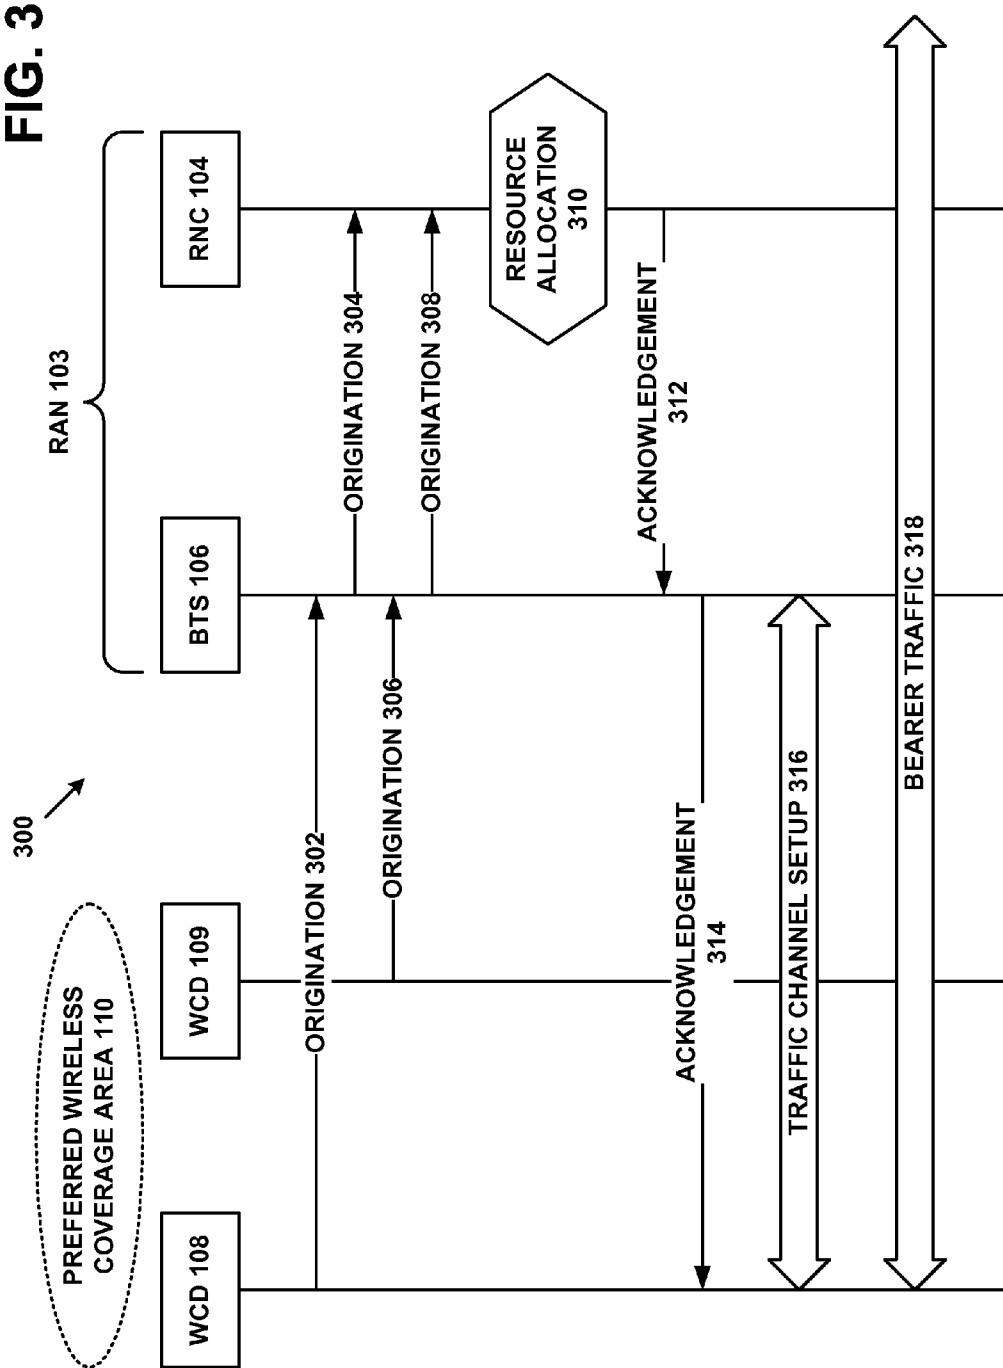 FIG. 3
300
PREFERRED WIRELESS
COVERAGE AREA 110
RAN 103
WCD 108
WCD 109
BTS 106
RNC 104
ORIGINATION 302
ORIGINATION 304
ORIGINATION 306
ORIGINATION 308
RESOURCE
ALLOCATION
310
ACKNOWLEDGEMENT
312
ACKNOWLEDGEMENT
314
TRAFFIC CHANNEL SETUP 316
BEARER TRAFFIC 318